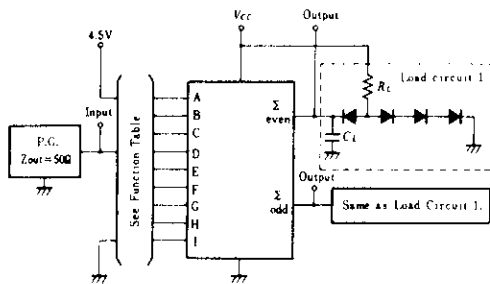 4.5V
Input
P.G.
Zout=50Ω
See Function Table
A
B
C
D
E
F
G
H
I
Vcc
Output
Σ
even
Σ
odd
RL
CL
Load circuit 1
Output
Same as Load Circuit 1.